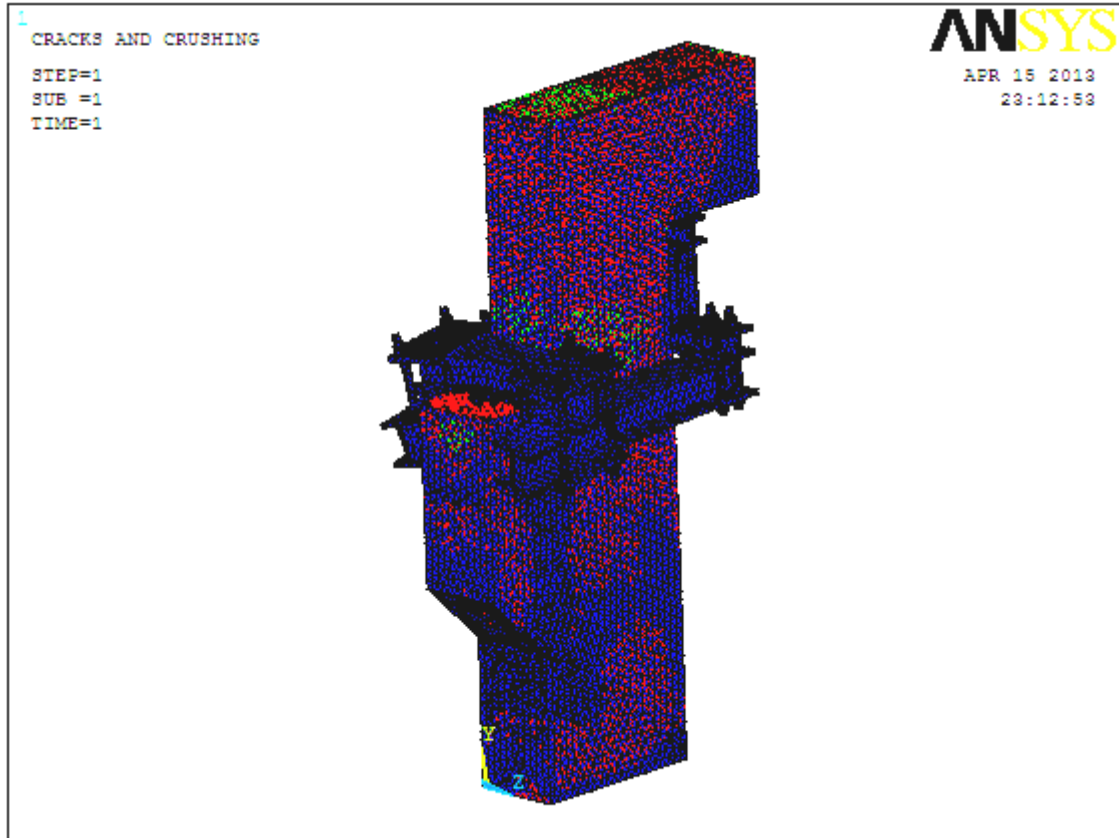 1
CRACKS AND CRUSHING
STEP=1
SUB =1
TIME=1
ANSYS
APR 15 2013
23:12:53
Y
Z